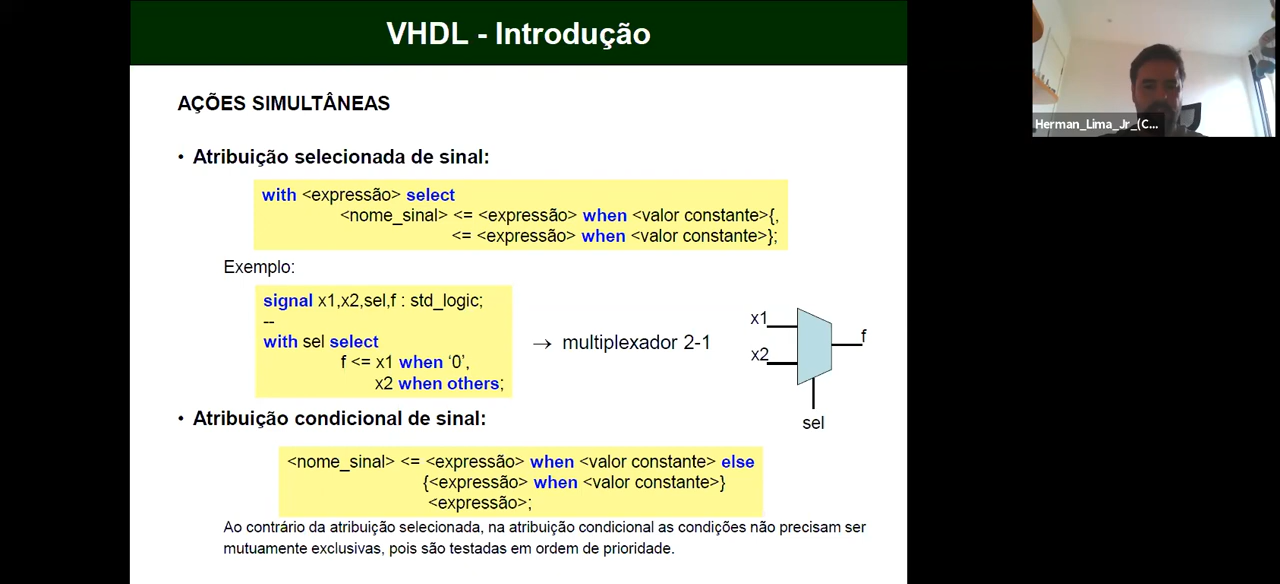 VHDL - Introdução
Herman_Lima_Jr_(C...
AÇÕES SIMULTÂNEAS
• Atribuição selecionada de sinal:
with <expressão> select
<nome_sinal> <= <expressão> when <valor constante>{,
<= <expressão> when <valor constante>};
Exemplo:
signal x1,x2,sel,f : std_logic;
--
with sel select
f <= x1 when ‘0’,
x2 when others;
→ multiplexador 2-1
x1
x2
f
sel
• Atribuição condicional de sinal:
<nome_sinal> <= <expressão> when <valor constante> else
{<expressão> when <valor constante>}
<expressão>;
Ao contrário da atribuição selecionada, na atribuição condicional as condições não precisam ser
mutuamente exclusivas, pois são testadas em ordem de prioridade.